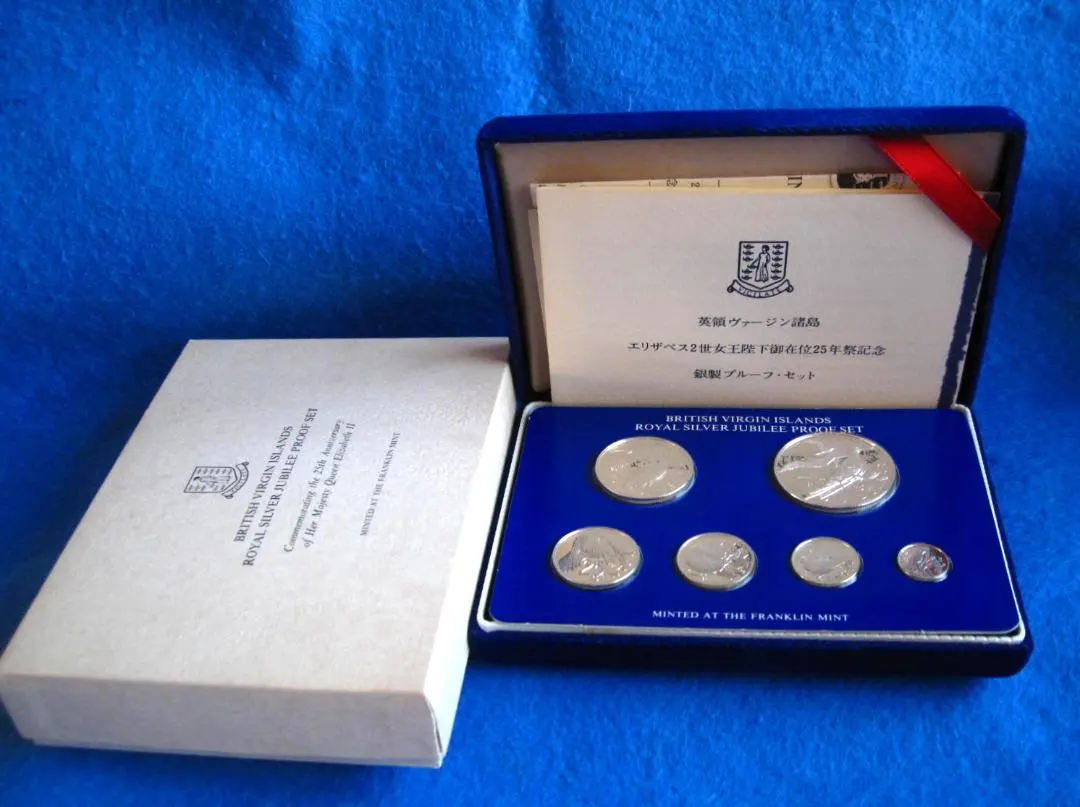 VIGILATE
英領ヴァージン諸島
エリザベス2世女王陛下御在位25年祭記念
銀製プルーフ・セット
BRITISH VIRGIN ISLANDS
ROYAL SILVER JUBILEE PROOF SET
MINTED AT THE FRANKLIN MINT
BRITISH VIRGIN ISLANDS
ROYAL SILVER JUBILEE PROOF SET
Commemorating the 25th Anniversary
of Her Majesty Queen Elizabeth II
MINTED AT THE FRANKLIN MINT